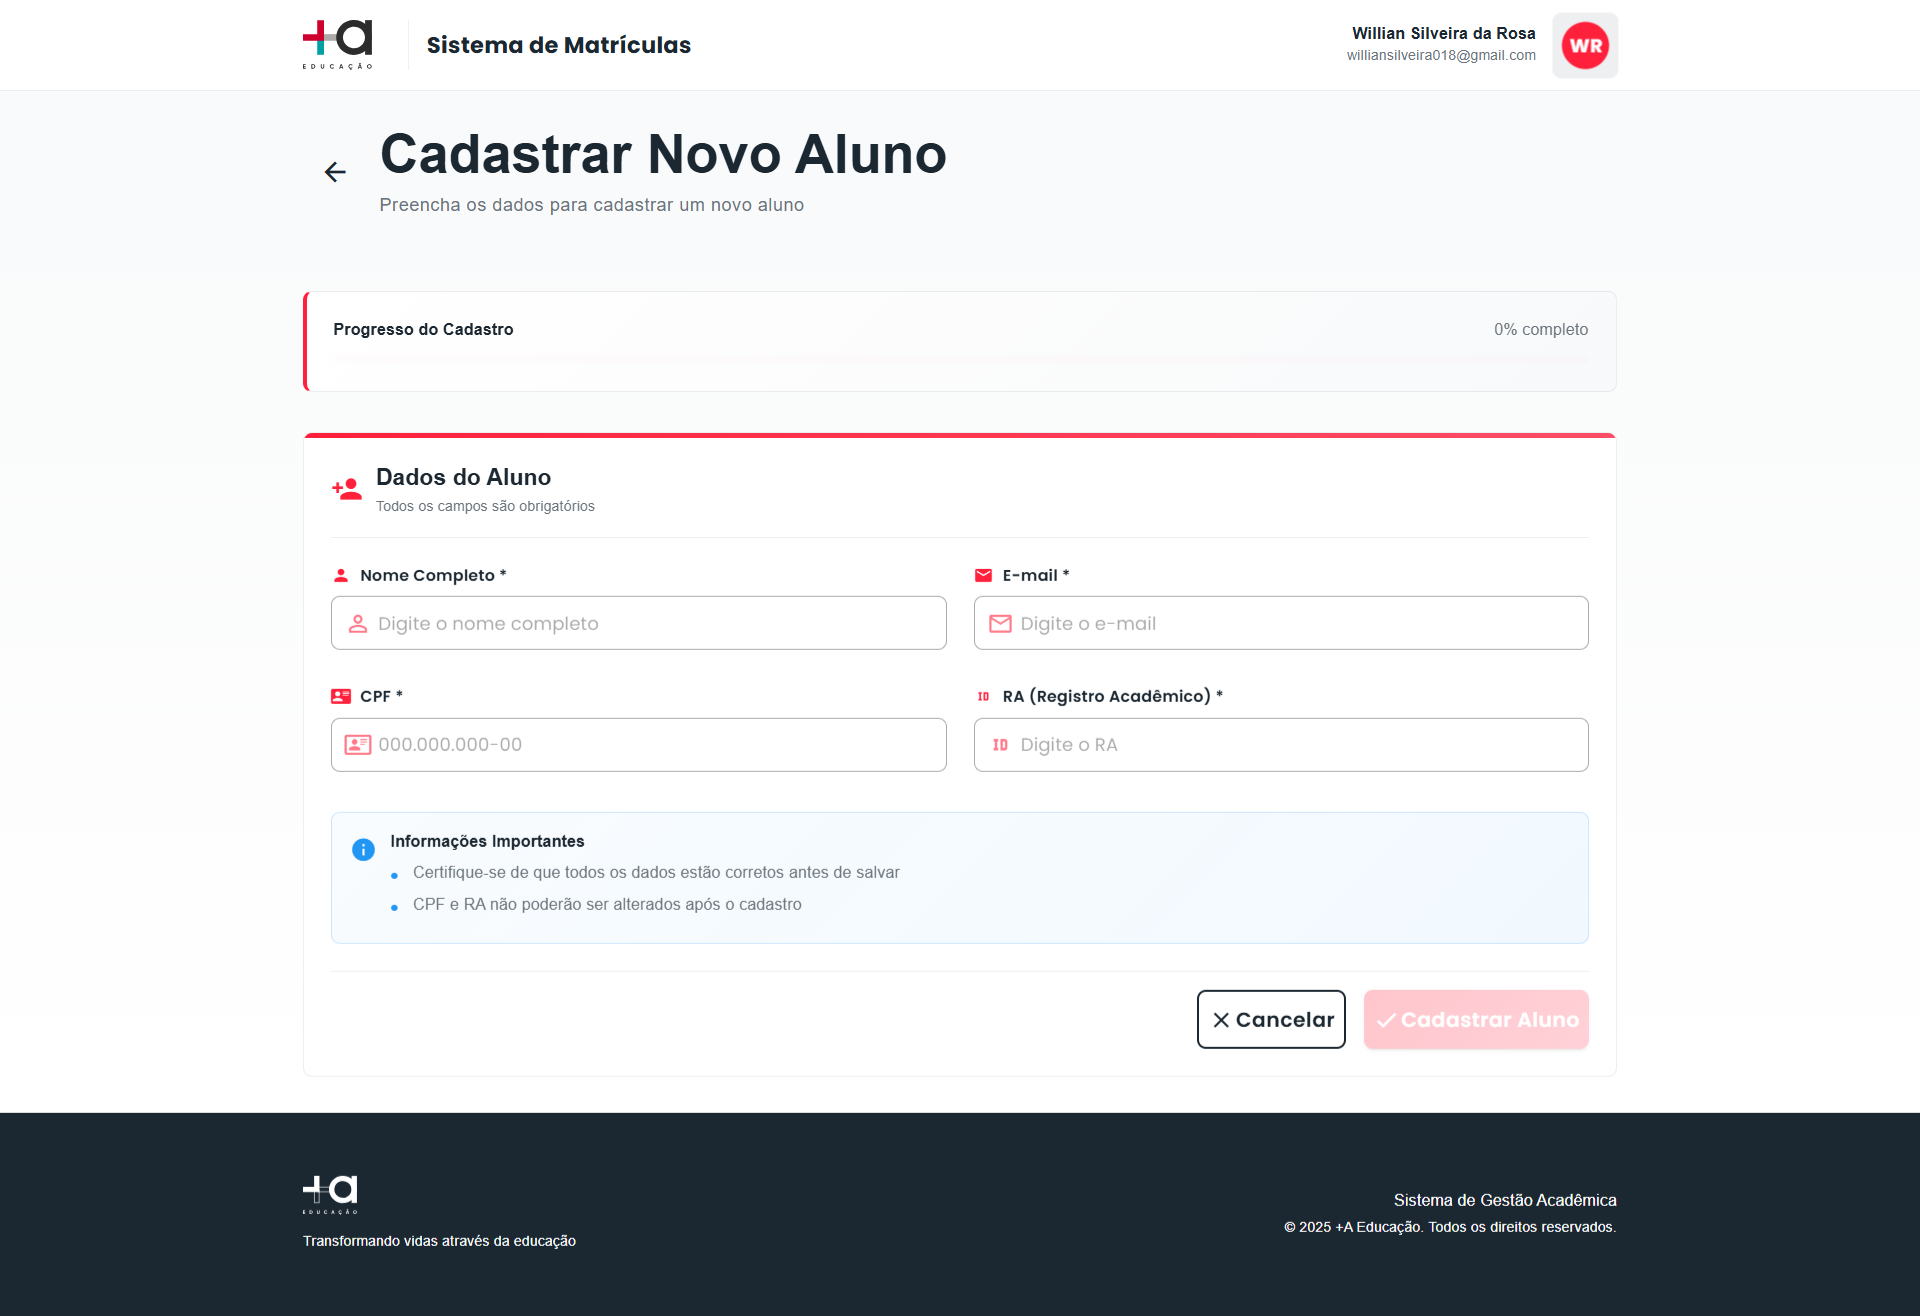 +a
EDUCAÇÃO
Sistema de Matrículas
Willian Silveira da Rosa
williansilveira018@gmail.com
WR
Cadastrar Novo Aluno
Preencha os dados para cadastrar um novo aluno
Progresso do Cadastro
0% completo
Dados do Aluno
Todos os campos são obrigatórios
Nome Completo *
Digite o nome completo
E-mail *
Digite o e-mail
CPF *
000.000.000-00
ID RA (Registro Acadêmico) *
ID Digite o RA
Informações Importantes
Certifique-se de que todos os dados estão corretos antes de salvar
CPF e RA não poderão ser alterados após o cadastro
Cancelar
Cadastrar Aluno
+a
EDUCAÇÃO
Transformando vidas através da educação
Sistema de Gestão Acadêmica
© 2025 +A Educação. Todos os direitos reservados.